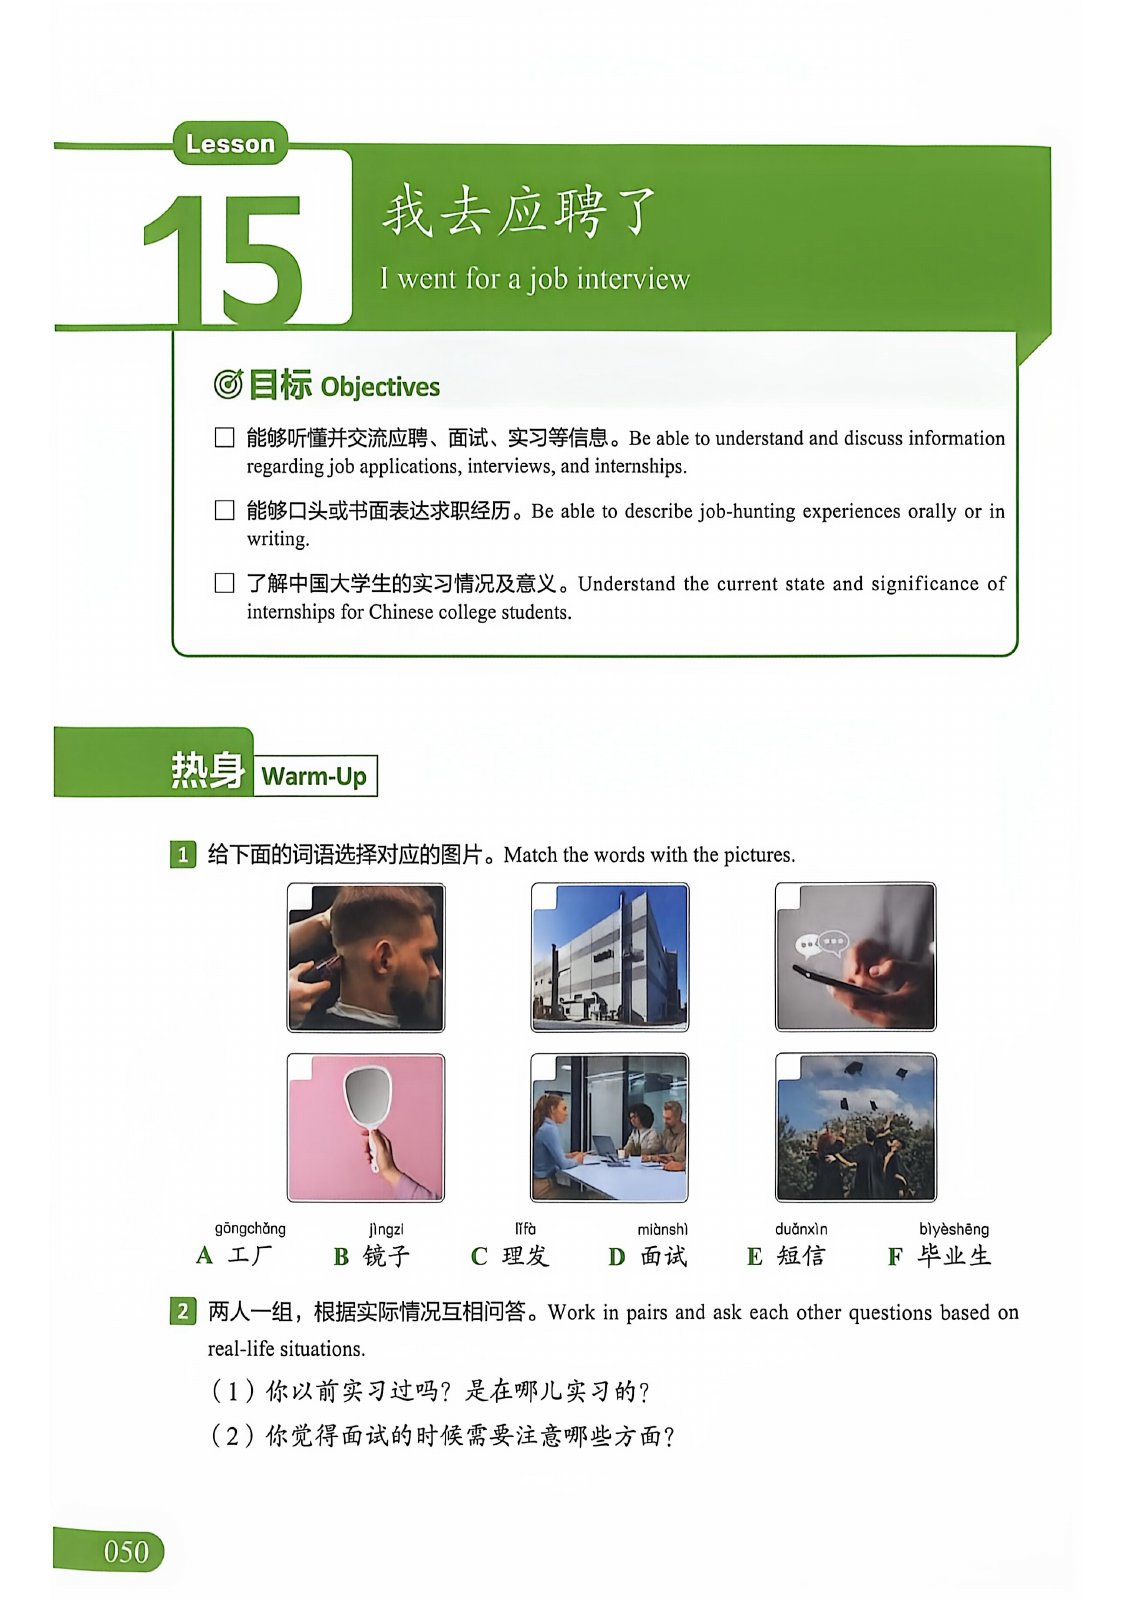 Lesson
15
我去应聘了
I went for a job interview
目标 Objectives
□ 能够听懂并交流应聘、面试、实习等信息。Be able to understand and discuss information
regarding job applications, interviews, and internships.
□ 能够口头或书面表达求职经历。Be able to describe job-hunting experiences orally or in
writing.
□ 了解中国大学生的实习情况及意义。Understand the current state and significance of
internships for Chinese college students.
热身 Warm-Up
1 给下面的词语选择对应的图片。Match the words with the pictures.
gōngchǎng jìngzi lǐfà miànshì duǎnxìn bìyèshēng
A 工厂 B 镜子 C 理发 D 面试 E 短信 F 毕业生
2 两人一组，根据实际情况互相问答。Work in pairs and ask each other questions based on
real-life situations.
（1）你以前实习过吗？是在哪儿实习的？
（2）你觉得面试的时候需要注意哪些方面？
050